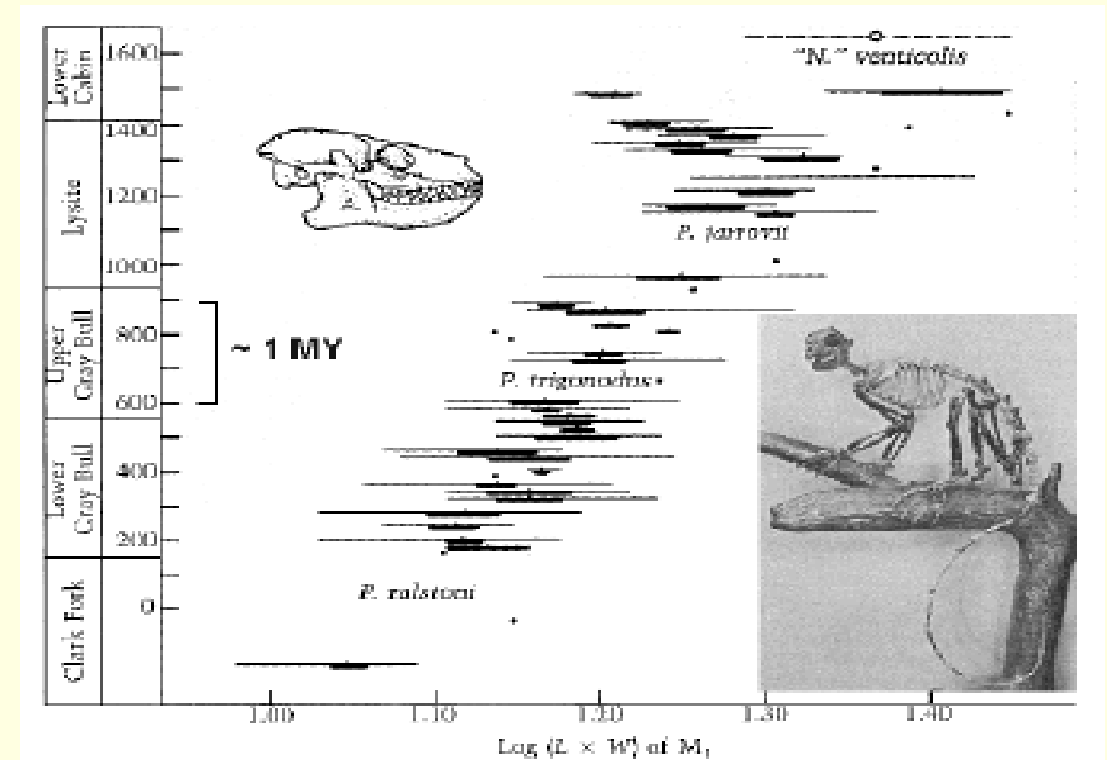 Lower
Cabin
Lysite
Upper
Gray Bull
Lower
Gray Bull
Clark Fork
1600
1400
1200
1000
800
600
400
200
0
"N." venticolis
P. jarrovii
~ 1 MY
P. trigonodus
P. ralstoni
1.00
1.10
1.20
1.30
1.40
Log (L × W) of M₁